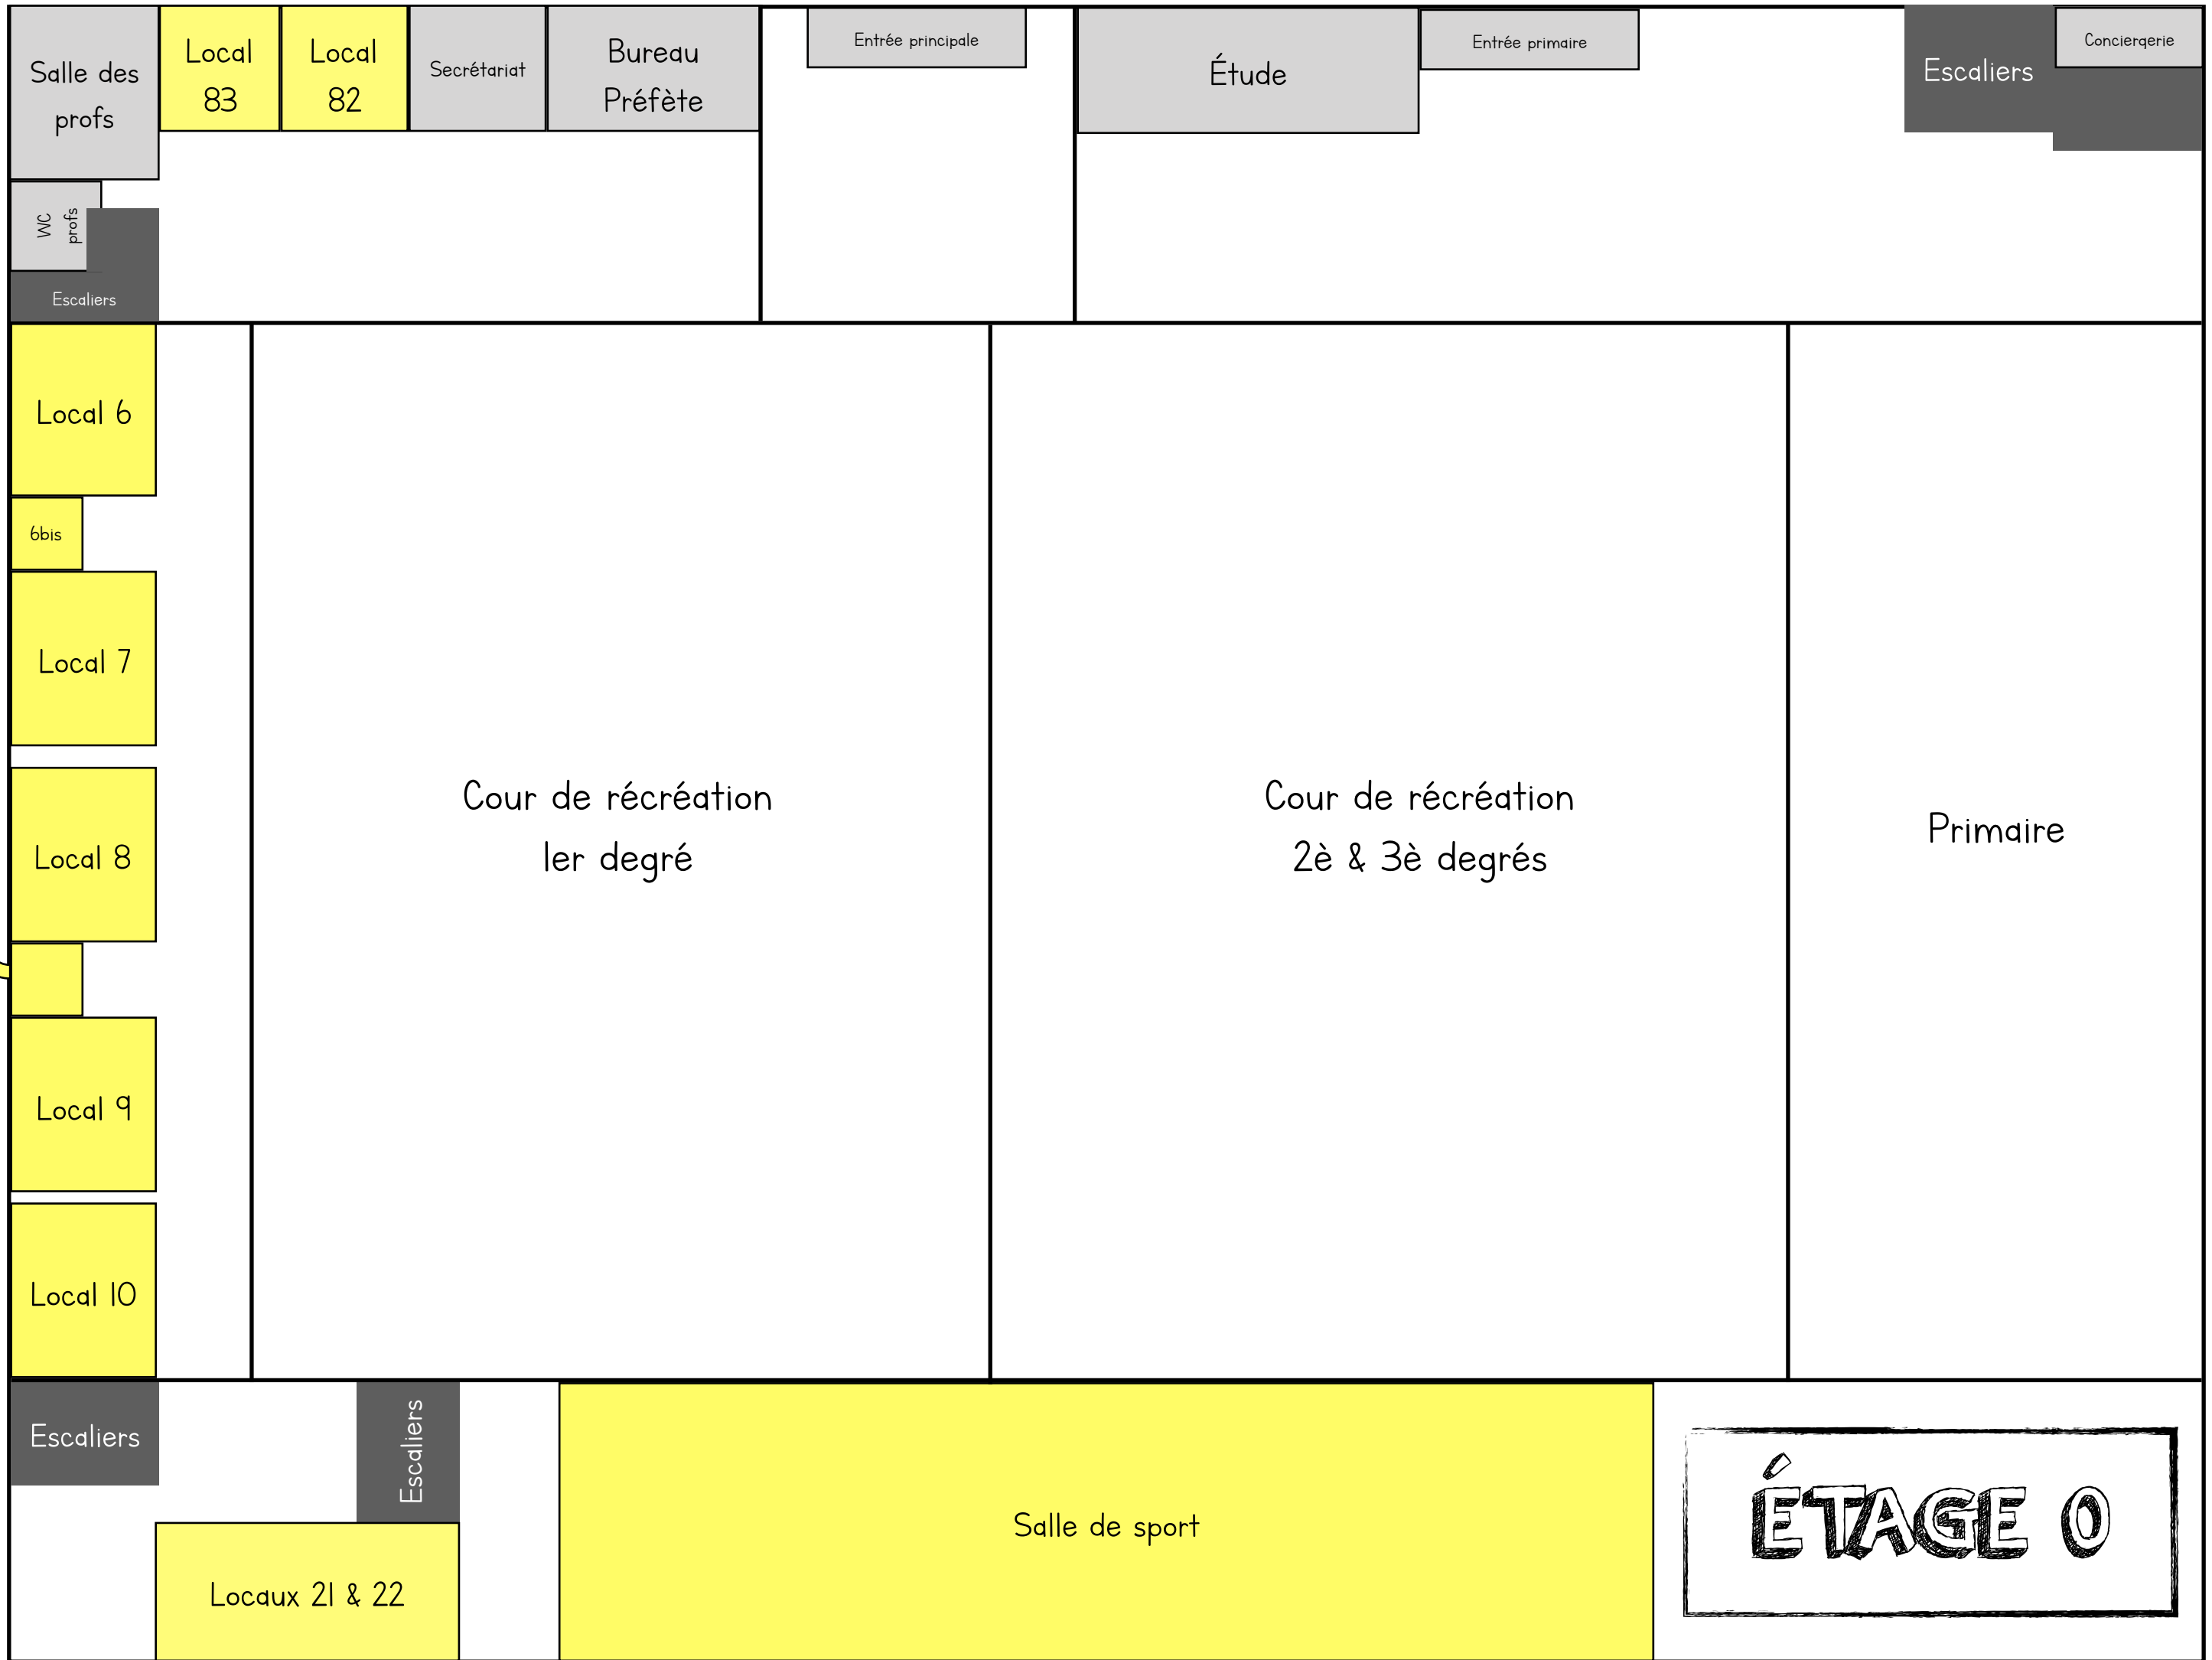 Salle des
profs
Local
83
Local
82
Secrétariat
Bureau
Préfète
Entrée principale
Étude
Entrée primaire
Escaliers
Conciergerie
WC
profs
Escaliers
Local 6
6bis
Local 7
Local 8
Local 9
Local 10
Cour de récréation
1er degré
Cour de récréation
2è & 3è degrés
Primaire
Escaliers
Escaliers
Locaux 21 & 22
Salle de sport
ÉTAGE 0